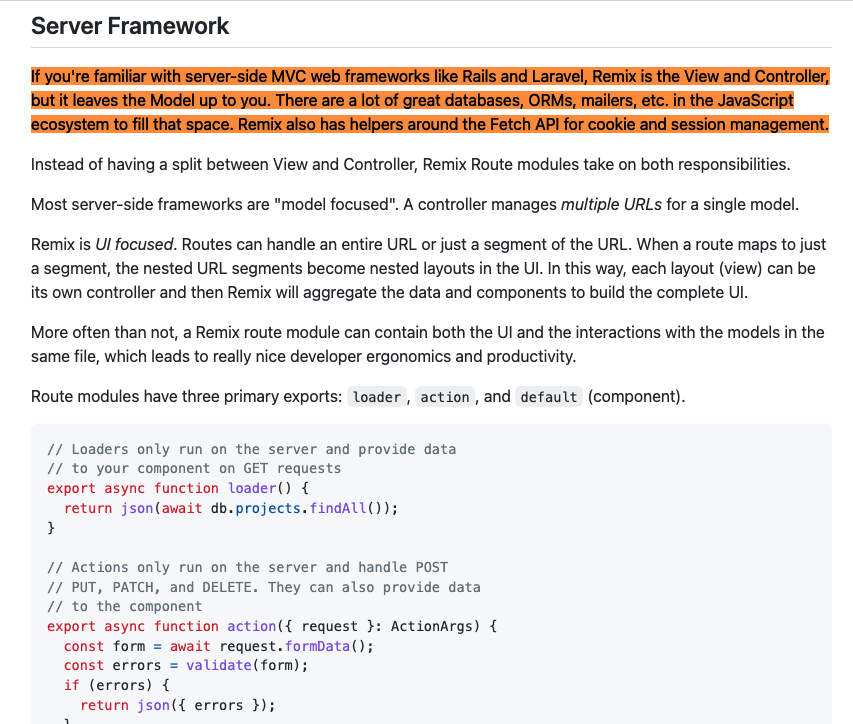 Server Framework
If you're familiar with server-side MVC web frameworks like Rails and Laravel, Remix is the View and Controller,
but it leaves the Model up to you. There are a lot of great databases, ORMs, mailers, etc. in the JavaScript
ecosystem to fill that space. Remix also has helpers around the Fetch API for cookie and session management.
Instead of having a split between View and Controller, Remix Route modules take on both responsibilities.
Most server-side frameworks are "model focused". A controller manages multiple URLs for a single model.
Remix is UI focused. Routes can handle an entire URL or just a segment of the URL. When a route maps to just
a segment, the nested URL segments become nested layouts in the UI. In this way, each layout (view) can be
its own controller and then Remix will aggregate the data and components to build the complete UI.
More often than not, a Remix route module can contain both the UI and the interactions with the models in the
same file, which leads to really nice developer ergonomics and productivity.
Route modules have three primary exports: loader, action, and default (component).
// Loaders only run on the server and provide data
// to your component on GET requests
export async function loader() {
  return json(await db.projects.findAll());
}
// Actions only run on the server and handle POST
// PUT, PATCH, and DELETE. They can also provide data
// to the component
export async function action({ request }: ActionArgs) {
  const form = await request.formData();
  const errors = validate(form);
  if (errors) {
    return json({ errors });
  }